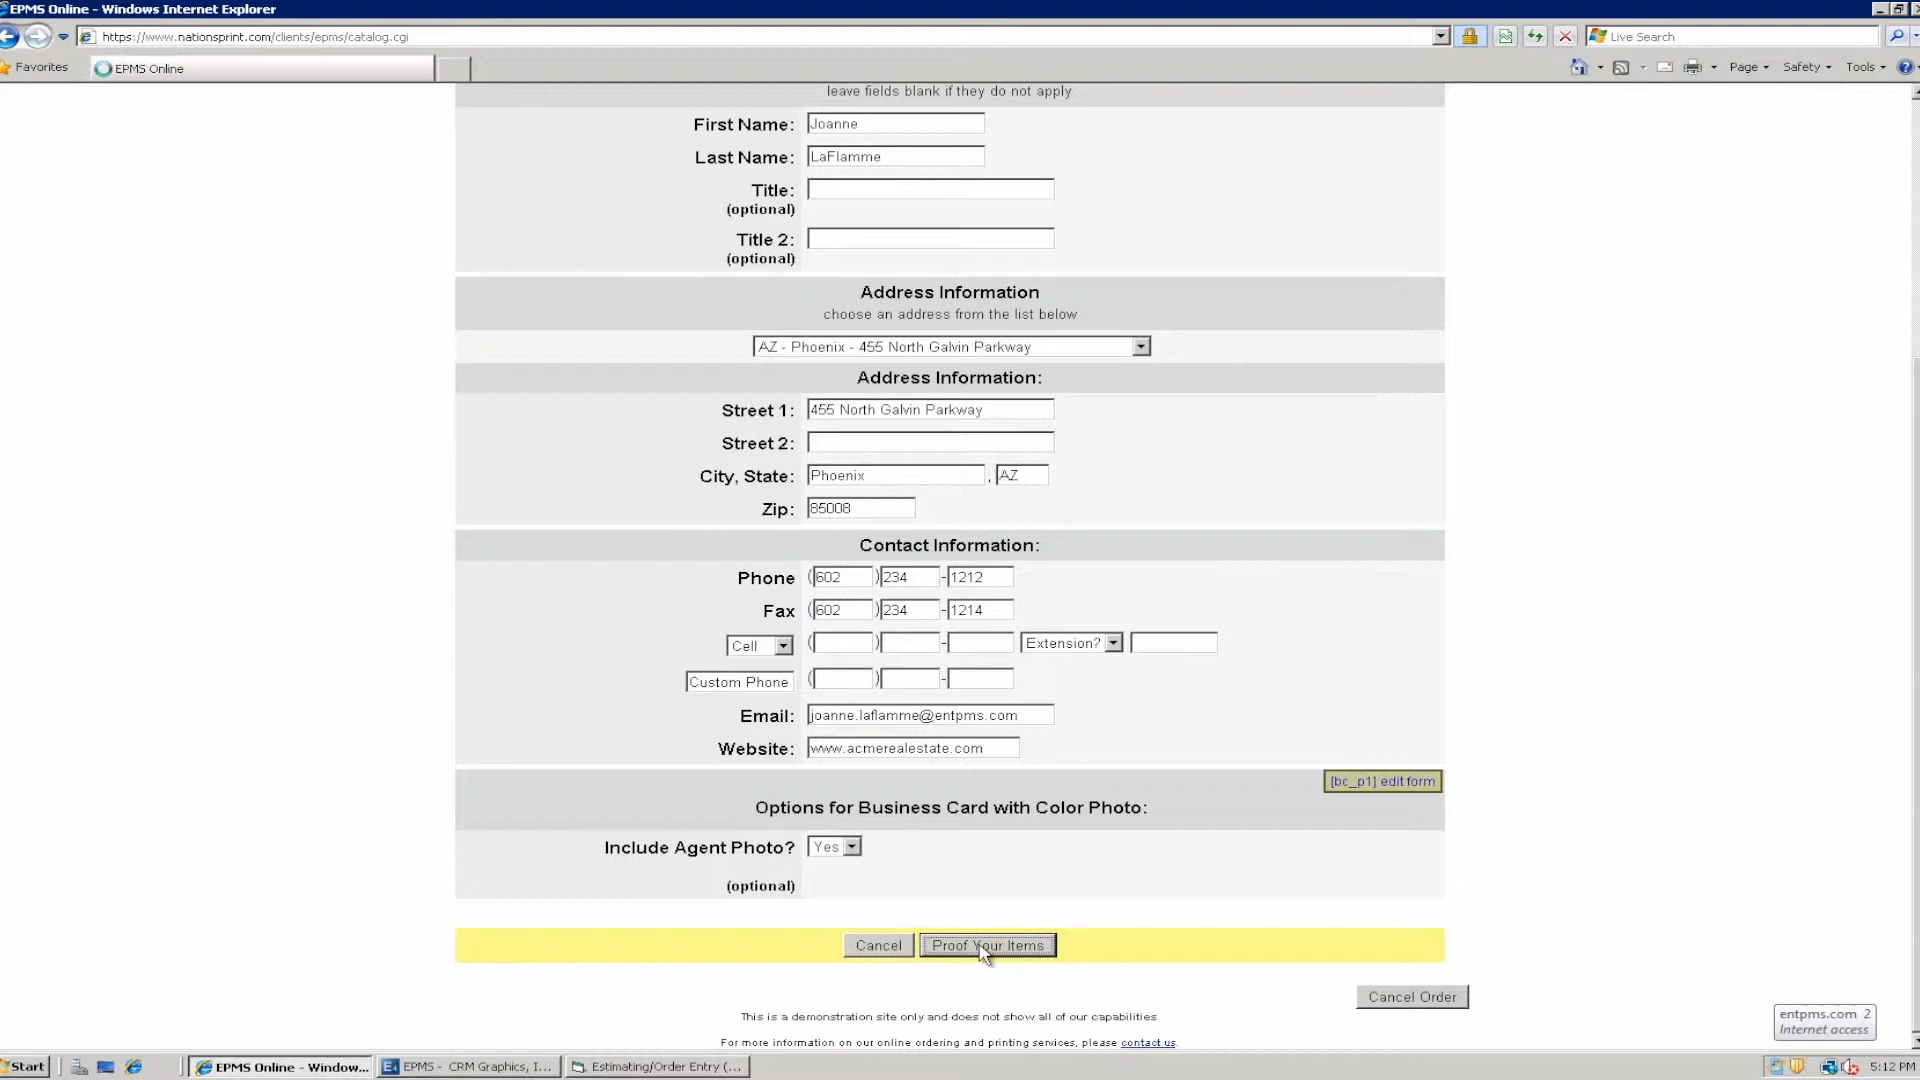 EPMS Online - Windows Internet Explorer
https://www.nationsprint.com/clients/epms/catalog.cgi
Live Search
Favorites
EPMS Online
Page
Safety
Tools
leave fields blank if they do not apply
First Name: Joanne
Last Name: LaFlamme
Title:
(optional)
Title 2:
(optional)
Address Information
choose an address from the list below
AZ - Phoenix - 455 North Galvin Parkway
Address Information:
Street 1: 455 North Galvin Parkway
Street 2:
City, State: Phoenix , AZ
Zip: 85008
Contact Information:
Phone (602 )234 -1212
Fax (602 )234 -1214
Cell ( ) - Extension?
Custom Phone ( ) -
Email: joanne.laflamme@entpms.com
Website: www.acmerealestate.com
[bc_p1] edit form
Options for Business Card with Color Photo:
Include Agent Photo? Yes
(optional)
Cancel Proof Your Items
Cancel Order
This is a demonstration site only and does not show all of our capabilities
For more information on our online ordering and printing services, please contact us.
entpms.com 2
Internet access
Start
EPMS Online - Window...
EPMS - CRM Graphics, I...
Estimating/Order Entry (...
5:12 PM